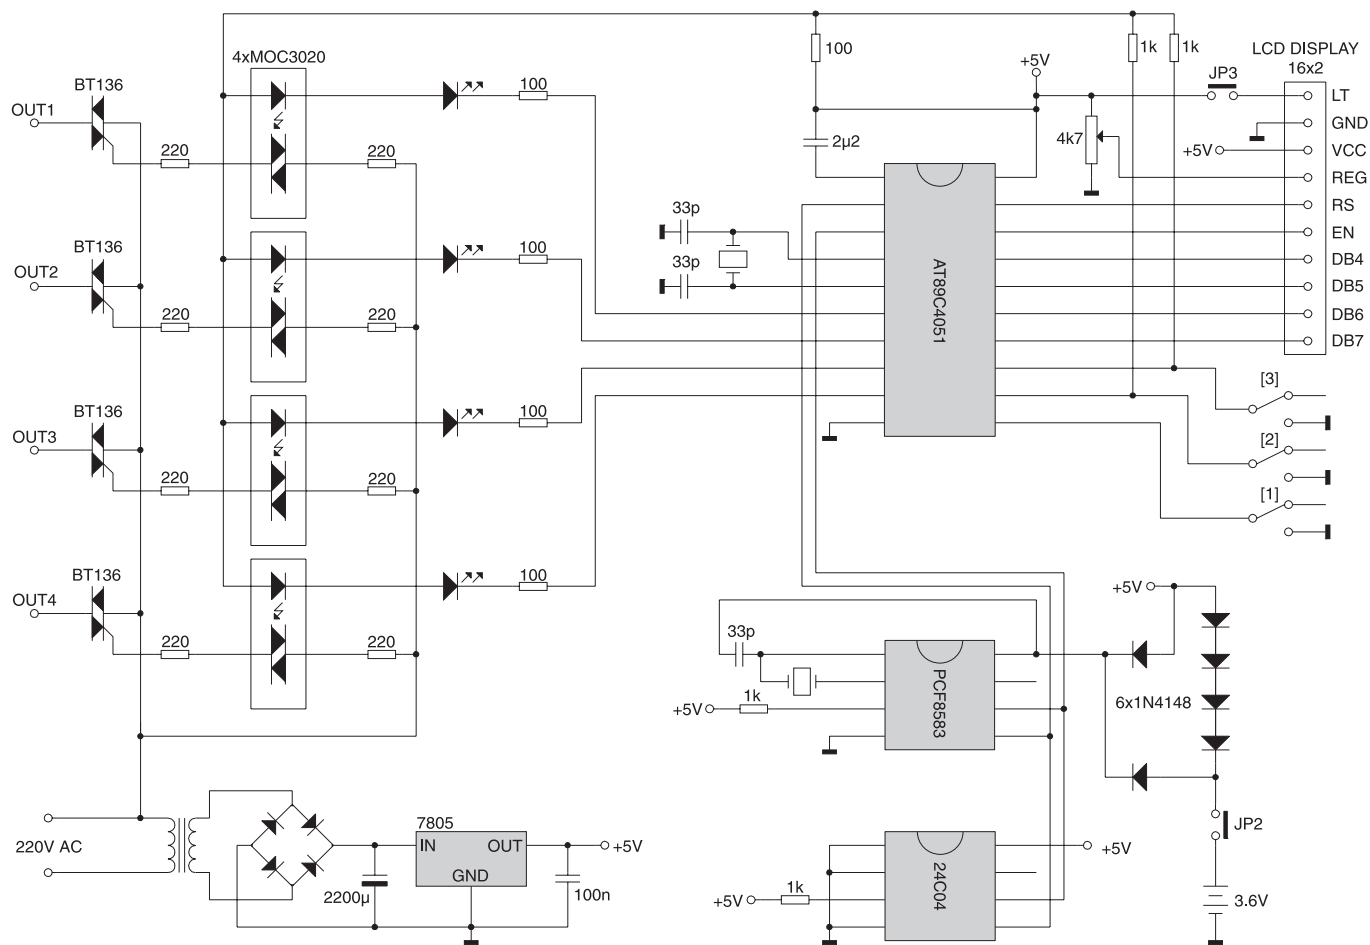 4xMOC3020
100
1k
1k
LCD DISPLAY
16x2
BT136
OUT1
220
220
100
+5V
JP3
LT
GND
VCC
REG
RS
EN
DB4
DB5
DB6
DB7
4k7
+5V
2µ2
33p
33p
AT89C4051
BT136
OUT2
220
220
100
BT136
OUT3
220
220
100
[3]
[2]
[1]
BT136
OUT4
220
220
100
33p
1k
+5V
PCF8583
+5V
6x1N4148
JP2
3.6V
220V AC
7805
IN
OUT
GND
+5V
2200µ
100n
+5V
1k
24C04
+5V